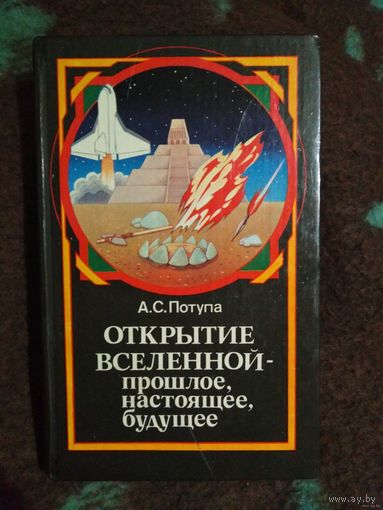 А.С.Потупа
ОТКРЫТИЕ
ВСЕЛЕННОЙ-
прошлое,
настоящее,
будущее
www.ay.by